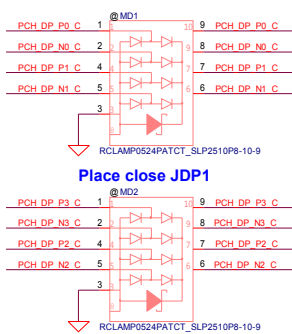 @ MD1
PCH_DP_P0_C 1 10 9 PCH_DP_P0_C
PCH_DP_N0_C 2 8 PCH_DP_N0_C
PCH_DP_P1_C 4 7 PCH_DP_P1_C
PCH_DP_N1_C 5 6 PCH_DP_N1_C
3
RCLAMP0524PATCT_SLP2510P8-10-9
Place close JDP1
@ MD2
PCH_DP_P3_C 1 10 9 PCH_DP_P3_C
PCH_DP_N3_C 2 8 PCH_DP_N3_C
PCH_DP_P2_C 4 7 PCH_DP_P2_C
PCH_DP_N2_C 5 6 PCH_DP_N2_C
3
RCLAMP0524PATCT_SLP2510P8-10-9